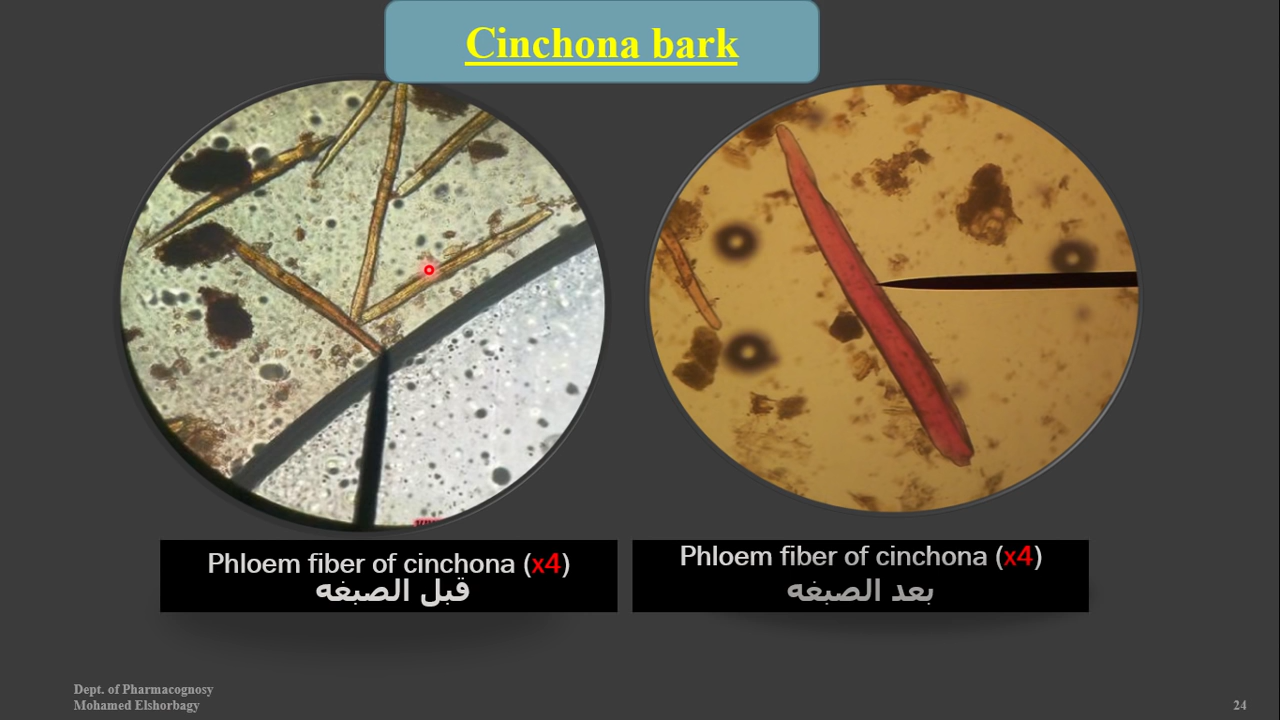 Cinchona bark
Phloem fiber of cinchona (x4)
قبل الصبغه
Phloem fiber of cinchona (x4)
بعد الصبغه
Dept. of Pharmacognosy
Mohamed Elshorbagy
24